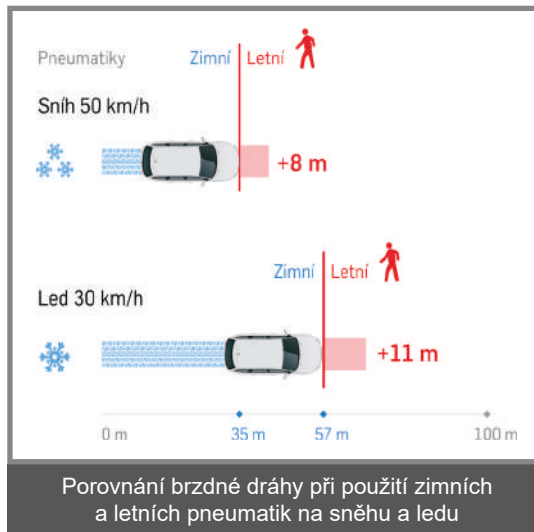 Pneumatiky Zimní Letní
Sníh 50 km/h
+8 m
Zimní Letní
Led 30 km/h
+11 m
0 m 35 m 57 m 100 m
Porovnání brzdné dráhy při použití zimních
a letních pneumatik na sněhu a ledu